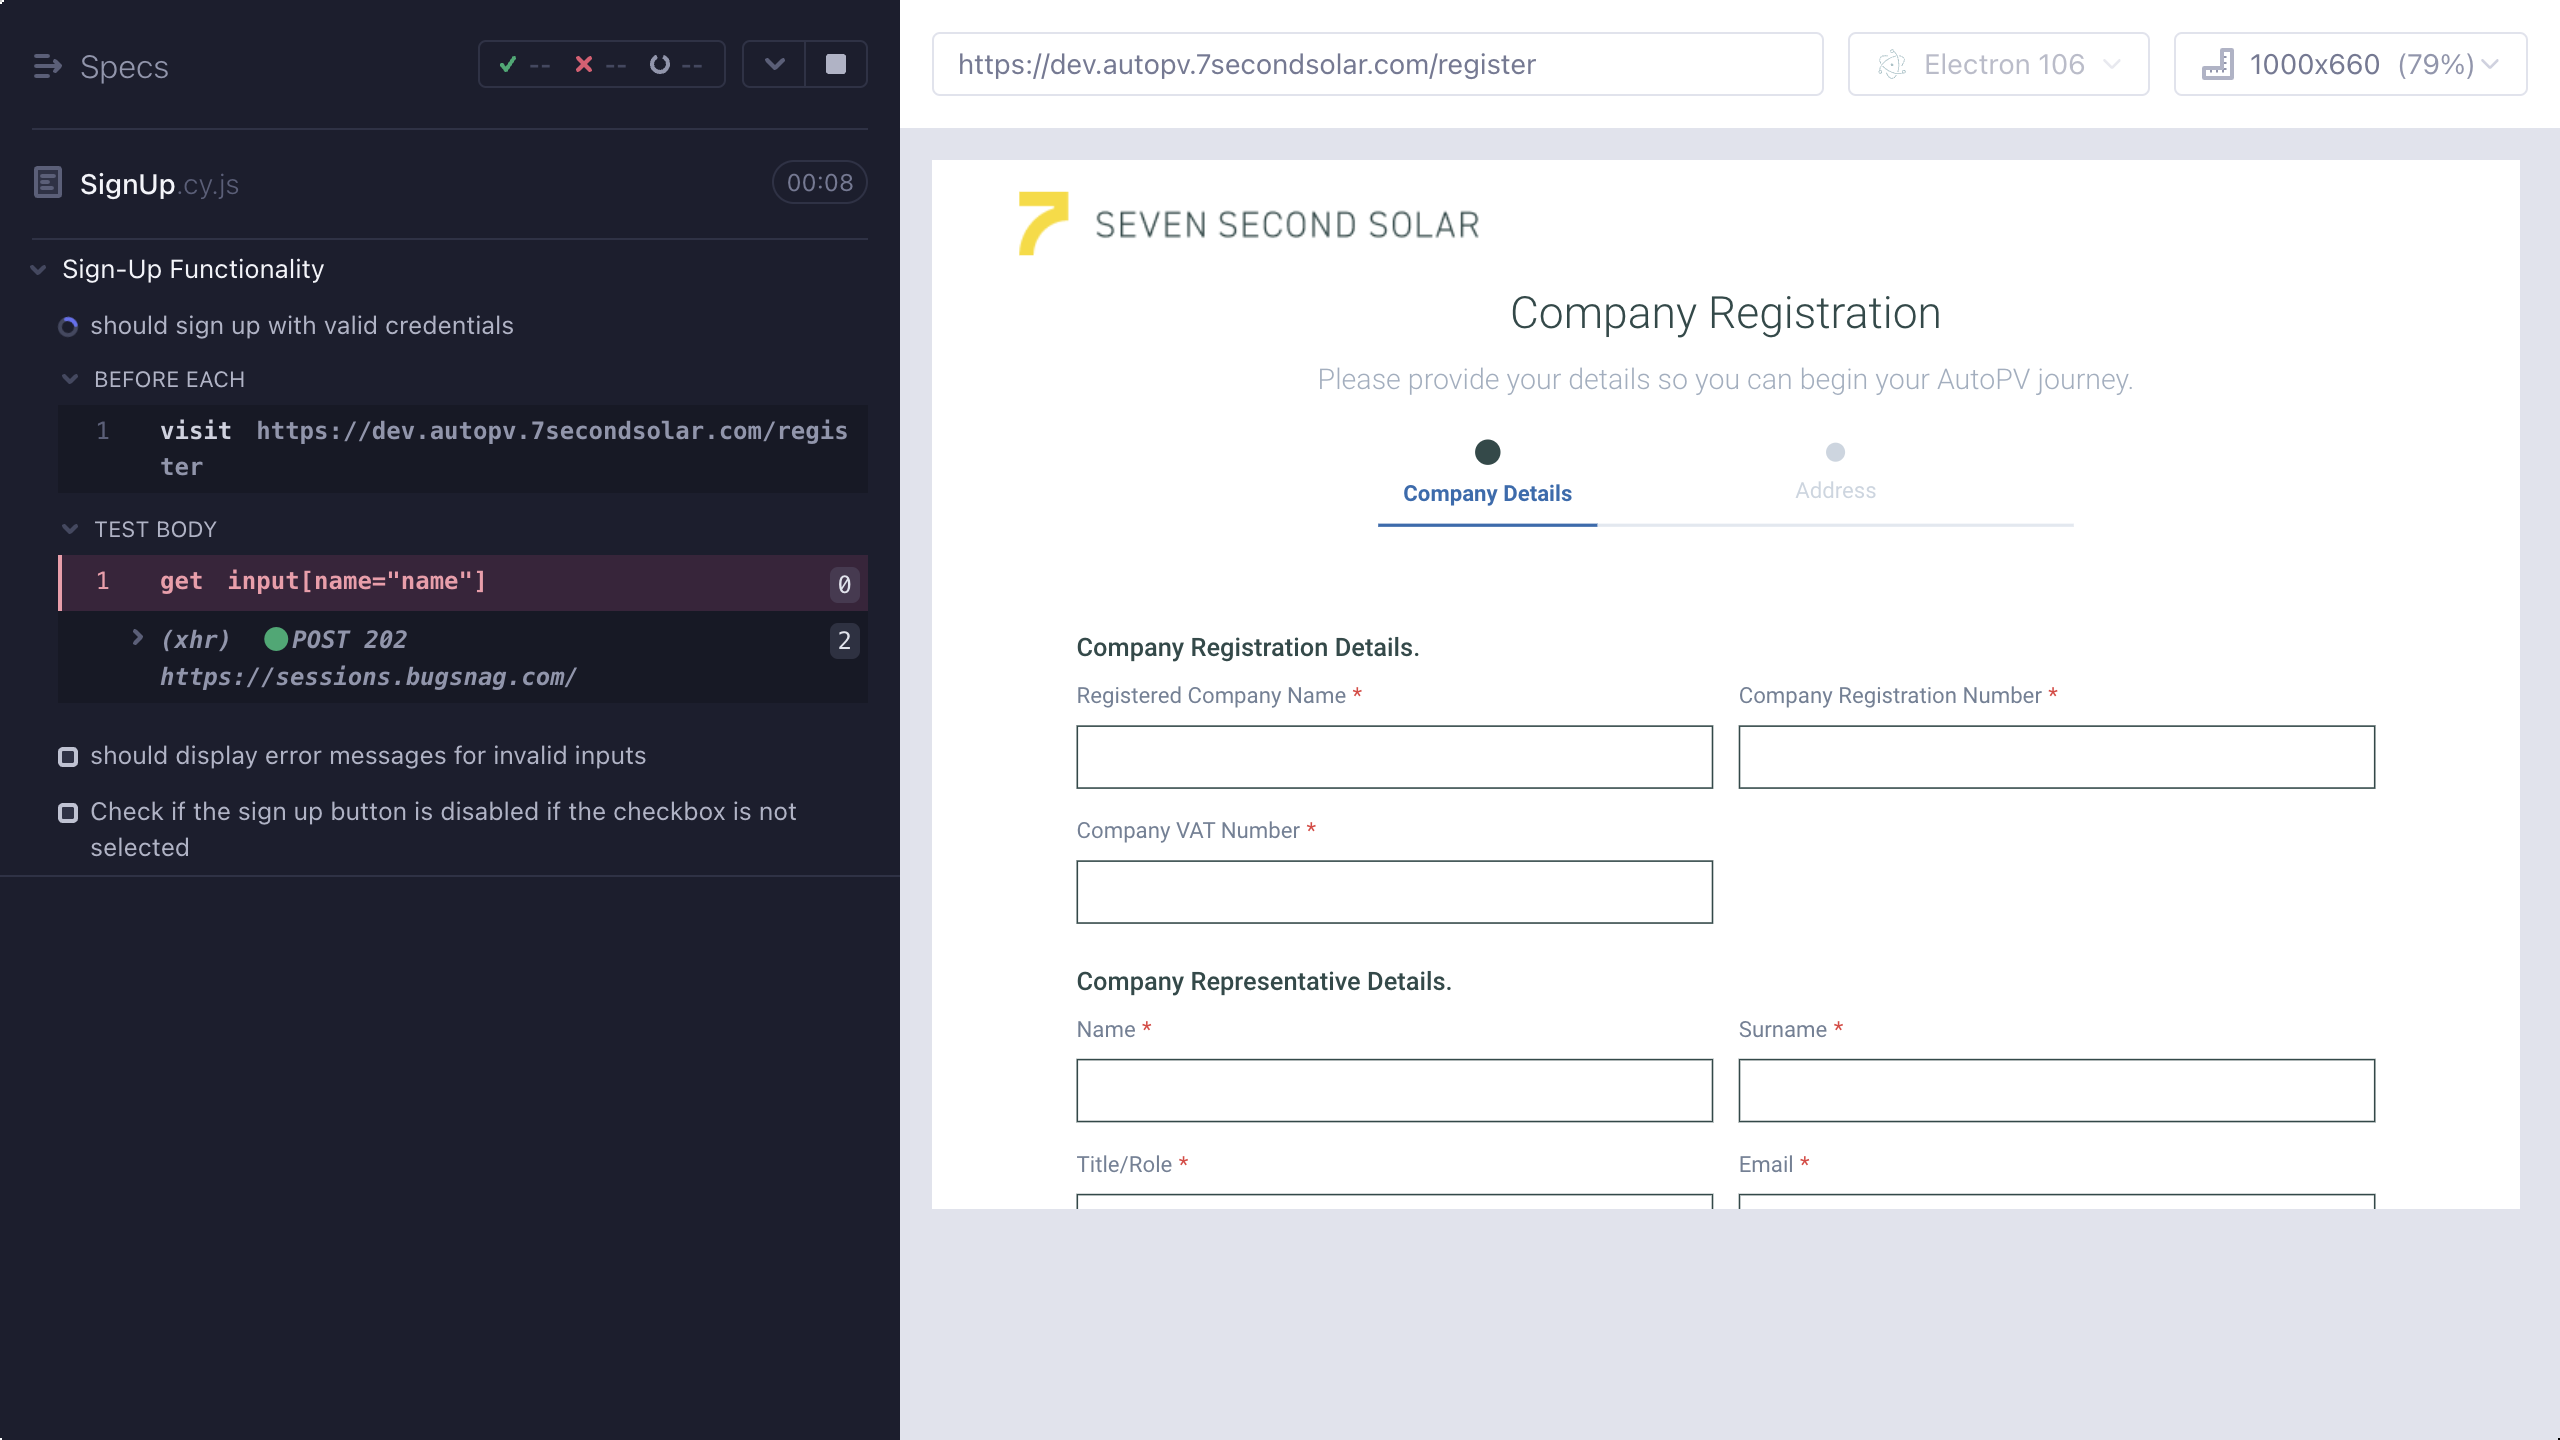 Specs
-- -- --
SignUp.cy.js
00:08
Sign-Up Functionality
should sign up with valid credentials
BEFORE EACH
1 visit https://dev.autopv.7secondsolar.com/regis
ter
TEST BODY
1 get input[name="name"] 0
(xhr) POST 202 2
https://sessions.bugsnag.com/
should display error messages for invalid inputs
Check if the sign up button is disabled if the checkbox is not
selected
https://dev.autopv.7secondsolar.com/register
Electron 106
1000x660 (79%)
7 SEVEN SECOND SOLAR
Company Registration
Please provide your details so you can begin your AutoPV journey.
Company Details
Address
Company Registration Details.
Registered Company Name *
Company Registration Number *
Company VAT Number *
Company Representative Details.
Name *
Surname *
Title/Role *
Email *